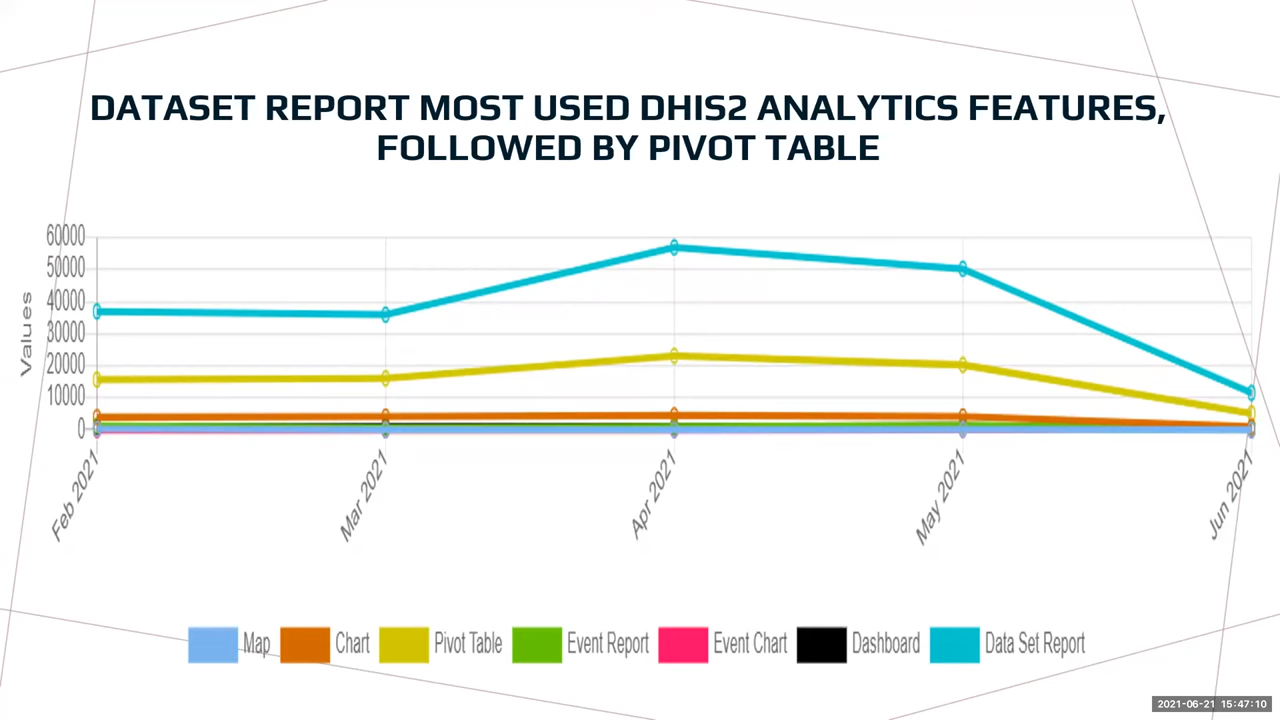 DATASET REPORT MOST USED DHIS2 ANALYTICS FEATURES,
FOLLOWED BY PIVOT TABLE
60000
50000
40000
30000
20000
10000
0
Values
Feb 2021
Mar 2021
Apr 2021
May 2021
Jun 2021
Map
Chart
Pivot Table
Event Report
Event Chart
Dashboard
Data Set Report
2021-06-21 15:47:10